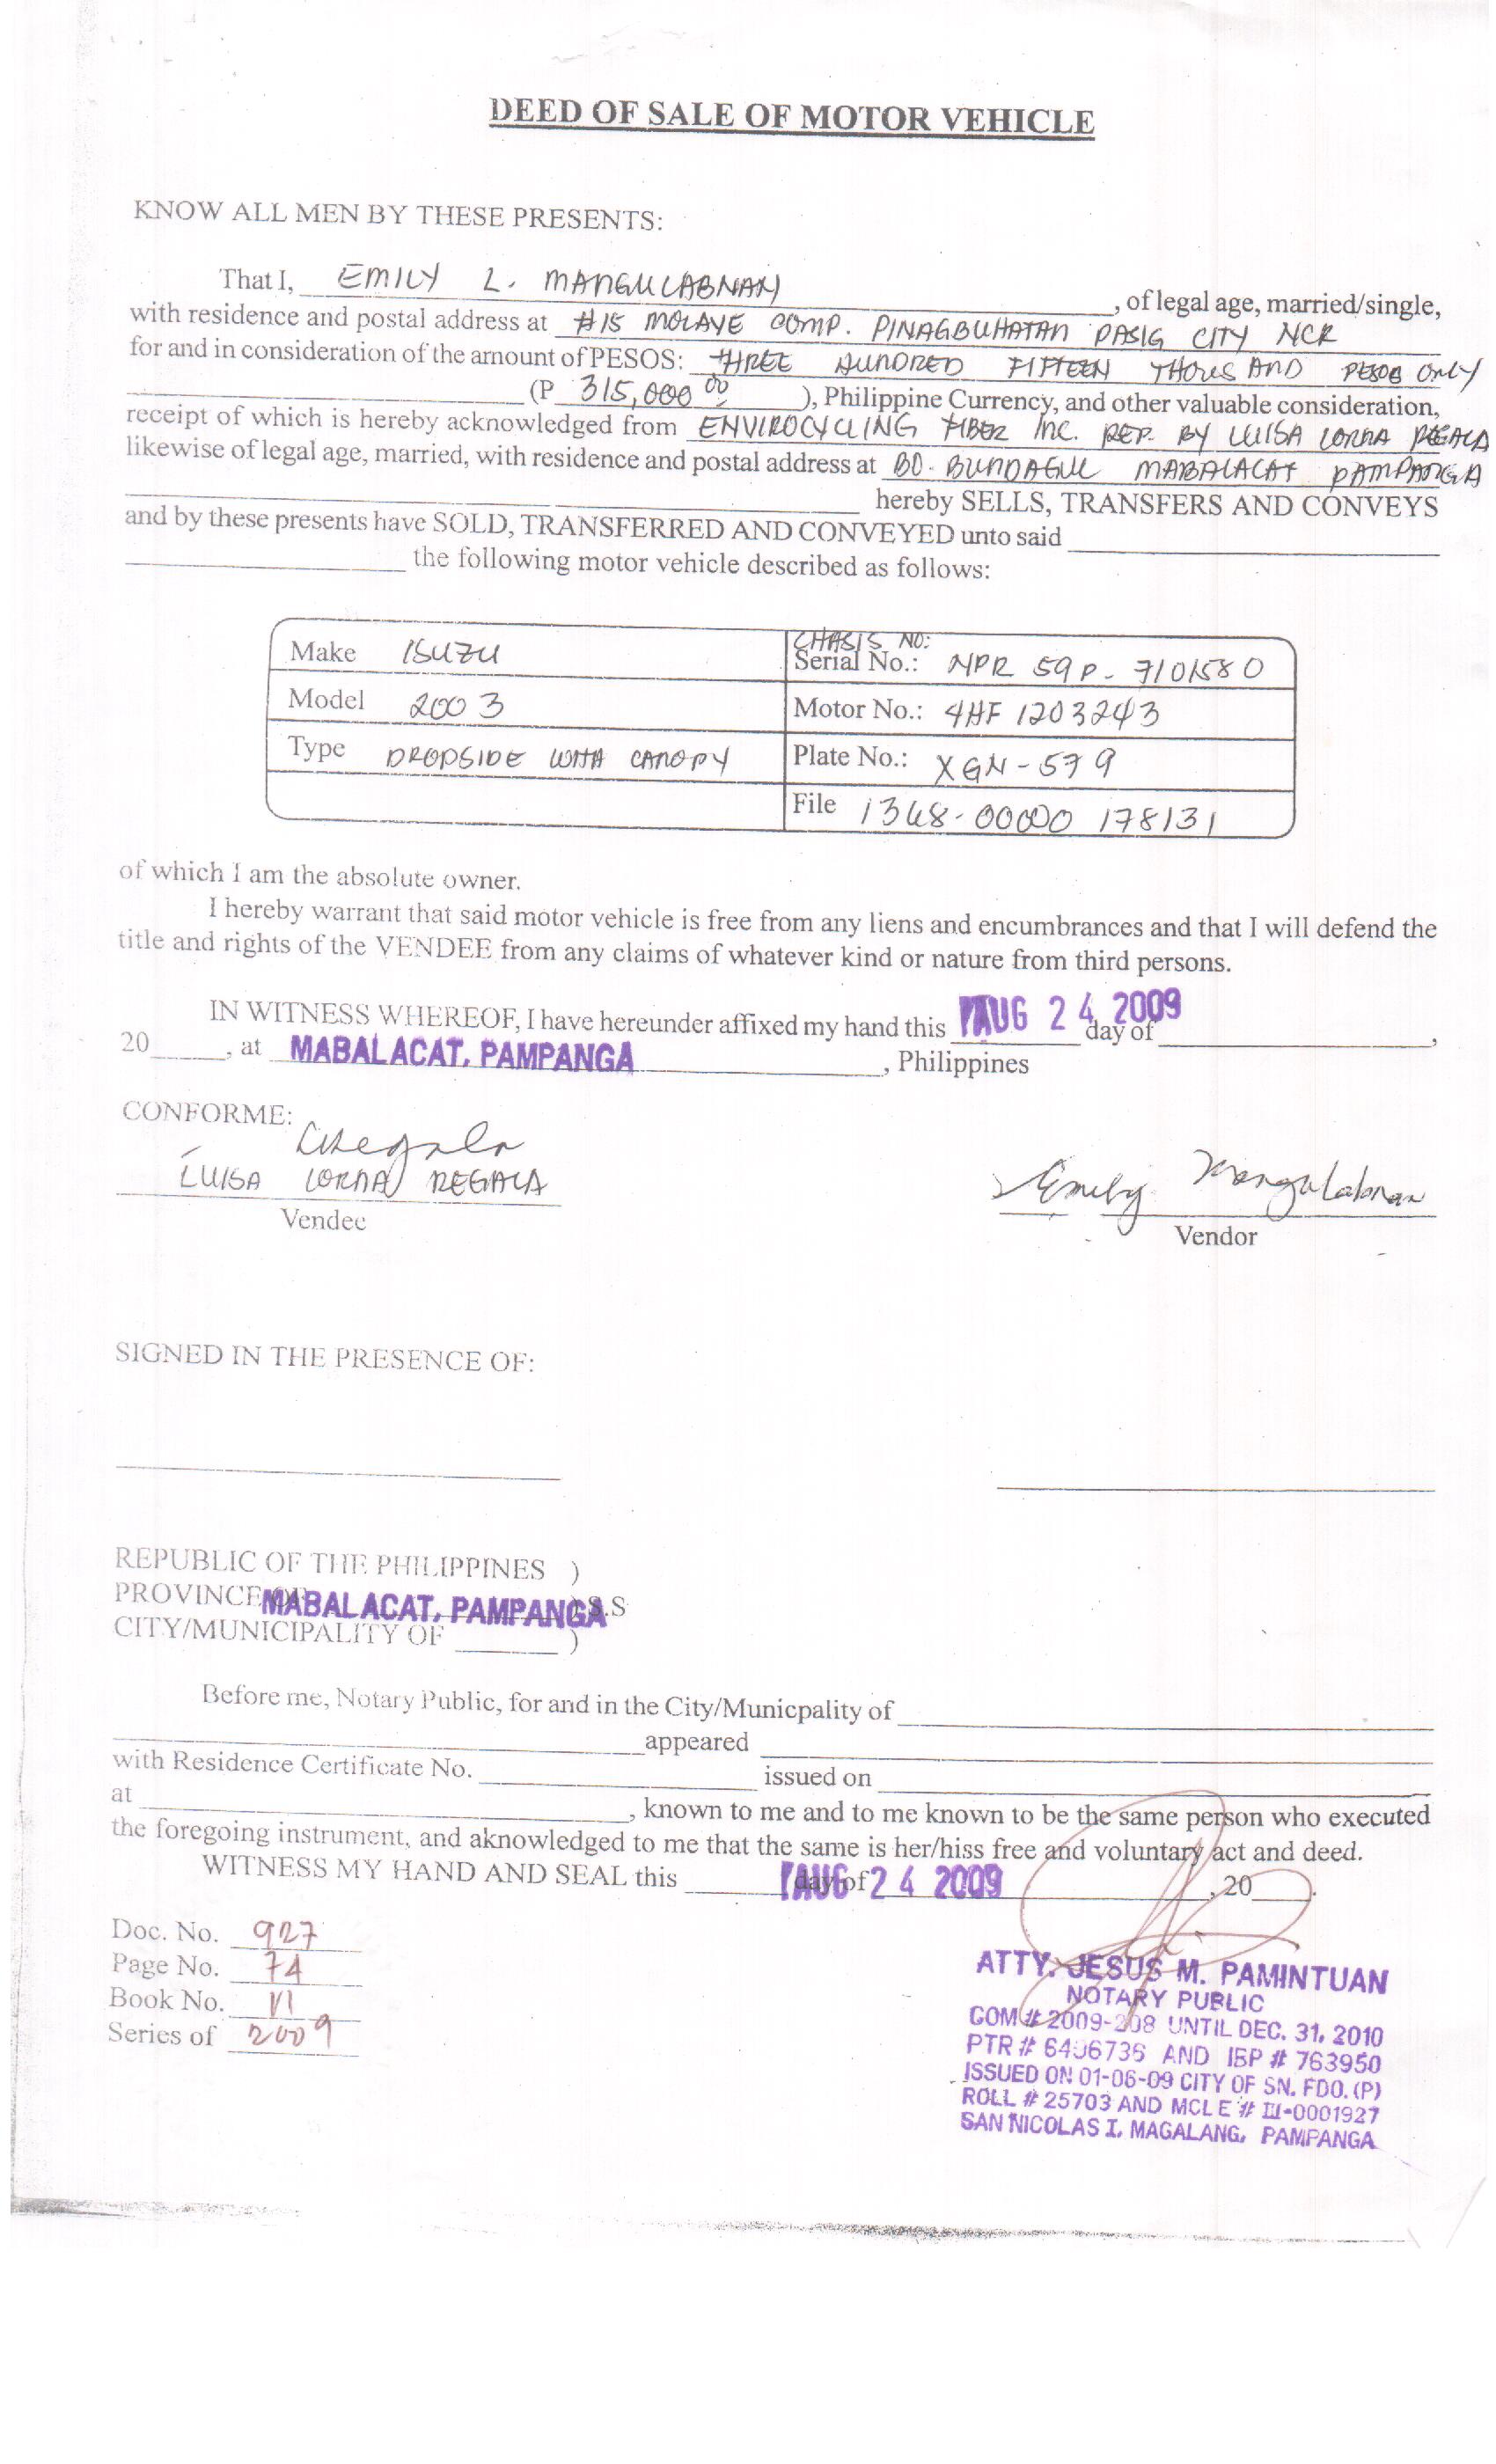 DEED OF SALE OF MOTOR VEHICLE
KNOW ALL MEN BY THESE PRESENTS:
That I, EMILY L. MANGULABNAN, of legal age, married/single,
with residence and postal address at #15 MOLAVE COMP. PINAGBUHATAN PASIG CITY NCR
for and in consideration of the amount of PESOS: THREE HUNDRED FIFTEEN THOUSAND PESOS ONLY
(P 315,000 00), Philippine Currency, and other valuable consideration,
receipt of which is hereby acknowledged from ENVIROCYCLING FIBER INC. REP. BY LUISA LORNA REGALA
likewise of legal age, married, with residence and postal address at BO. BUNDAGUL MABALACAT PAMPANGA
hereby SELLS, TRANSFERS AND CONVEYS
and by these presents have SOLD, TRANSFERRED AND CONVEYED unto said
the following motor vehicle described as follows:
Make ISUZU
CHASIS NO:
Serial No.: NPR 59P-7101580
Model 2003
Motor No.: 4HF 1203243
Type DROPSIDE WITH CANOPY
Plate No.: XGN-579
File 1368-00000 178131
of which I am the absolute owner.
I hereby warrant that said motor vehicle is free from any liens and encumbrances and that I will defend the
title and rights of the VENDEE from any claims of whatever kind or nature from third persons.
IN WITNESS WHEREOF, I have hereunder affixed my hand this AUG 24 2009 day of ,
20 , at MABALACAT, PAMPANGA, Philippines
CONFORME:
LUISA LORNA REGALA
Emily Mangulabnan
Vendee
Vendor
SIGNED IN THE PRESENCE OF:
REPUBLIC OF THE PHILIPPINES )
PROVINCE OF MABALACAT, PAMPANGA ) S.S
CITY/MUNICIPALITY OF )
Before me, Notary Public, for and in the City/Municpality of
appeared
with Residence Certificate No. issued on
at , known to me and to me known to be the same person who executed
the foregoing instrument, and aknowledged to me that the same is her/hiss free and voluntary act and deed.
WITNESS MY HAND AND SEAL this day of AUG 24 2009, 20 .
Doc. No. 927
Page No. 74
Book No. VI
Series of 2009
ATTY. JESUS M. PAMINTUAN
NOTARY PUBLIC
COM # 2009-208 UNTIL DEC. 31, 2010
PTR # 6406736 AND IBP # 763950
ISSUED ON 01-06-09 CITY OF SN. FDO. (P)
ROLL # 25703 AND MCLE # III-0001927
SAN NICOLAS I, MAGALANG, PAMPANGA